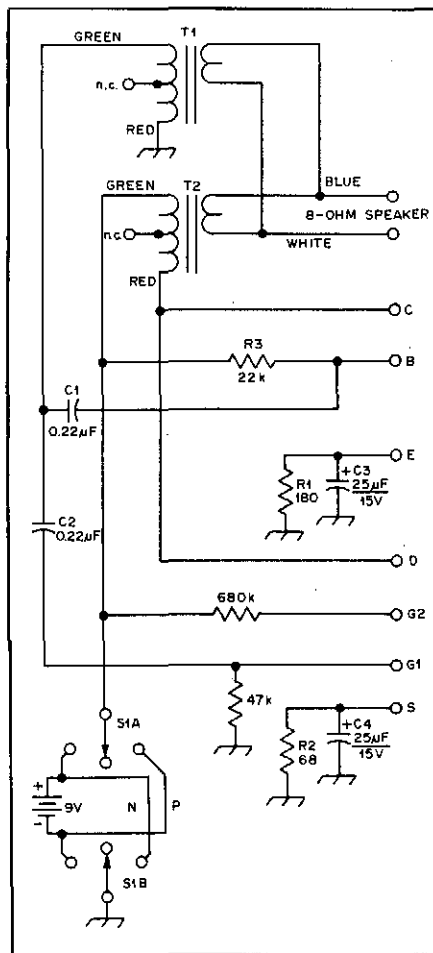 GREEN
T1
n.c.
RED
GREEN
T2
BLUE
8-OHM SPEAKER
n.c.
WHITE
RED
C
R3
22k
B
C1
0.22µF
E
R1
180
+ C3
25µF
15V
C2
0.22µF
D
680k
G2
G1
S1A
47k
S
R2
68
+ C4
25µF
15V
+
9V
-
N
P
S1B